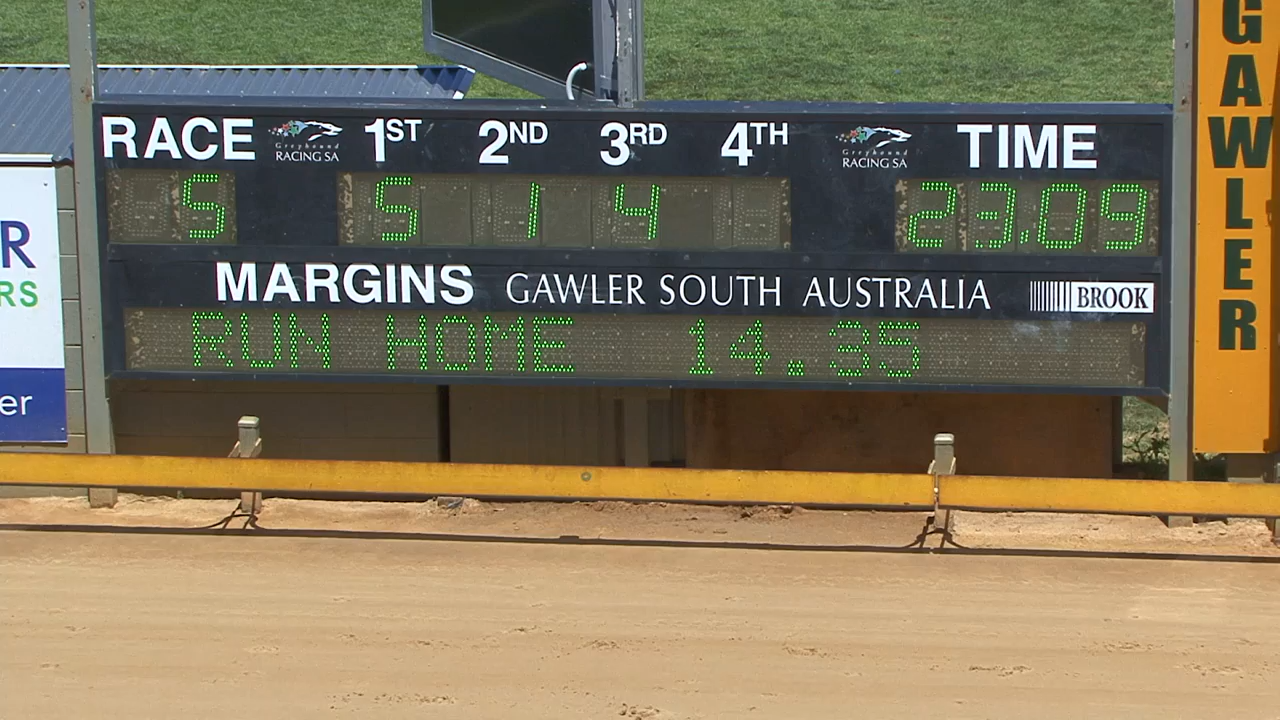 RACE
Greyhound
RACING SA
1ST 2ND 3RD 4TH
Greyhound
RACING SA
TIME
5 5 1 4 23.09
MARGINS GAWLER SOUTH AUSTRALIA BROOK
RUN HOME 14.35
GAWLER
R
RS
er